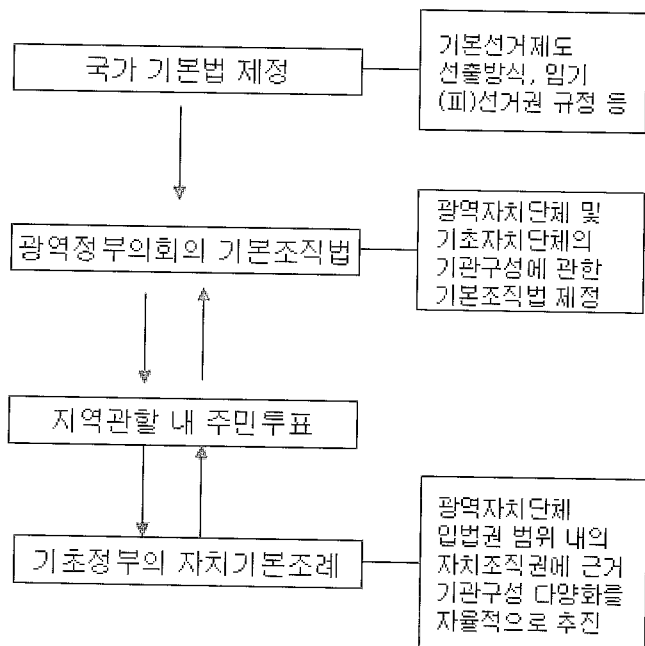 국가 기본법 제정
기본선거제도
선출방식, 임기
(피)선거권 규정 등
광역정부의회의 기본조직법
광역자치단체 및
기초자치단체의
기관구성에 관한
기본조직법 제정
지역관할 내 주민투표
기초정부의 자치기본조례
광역자치단체
입법권 범위 내의
자치조직권에 근거
기관구성 다양화를
자율적으로 추진